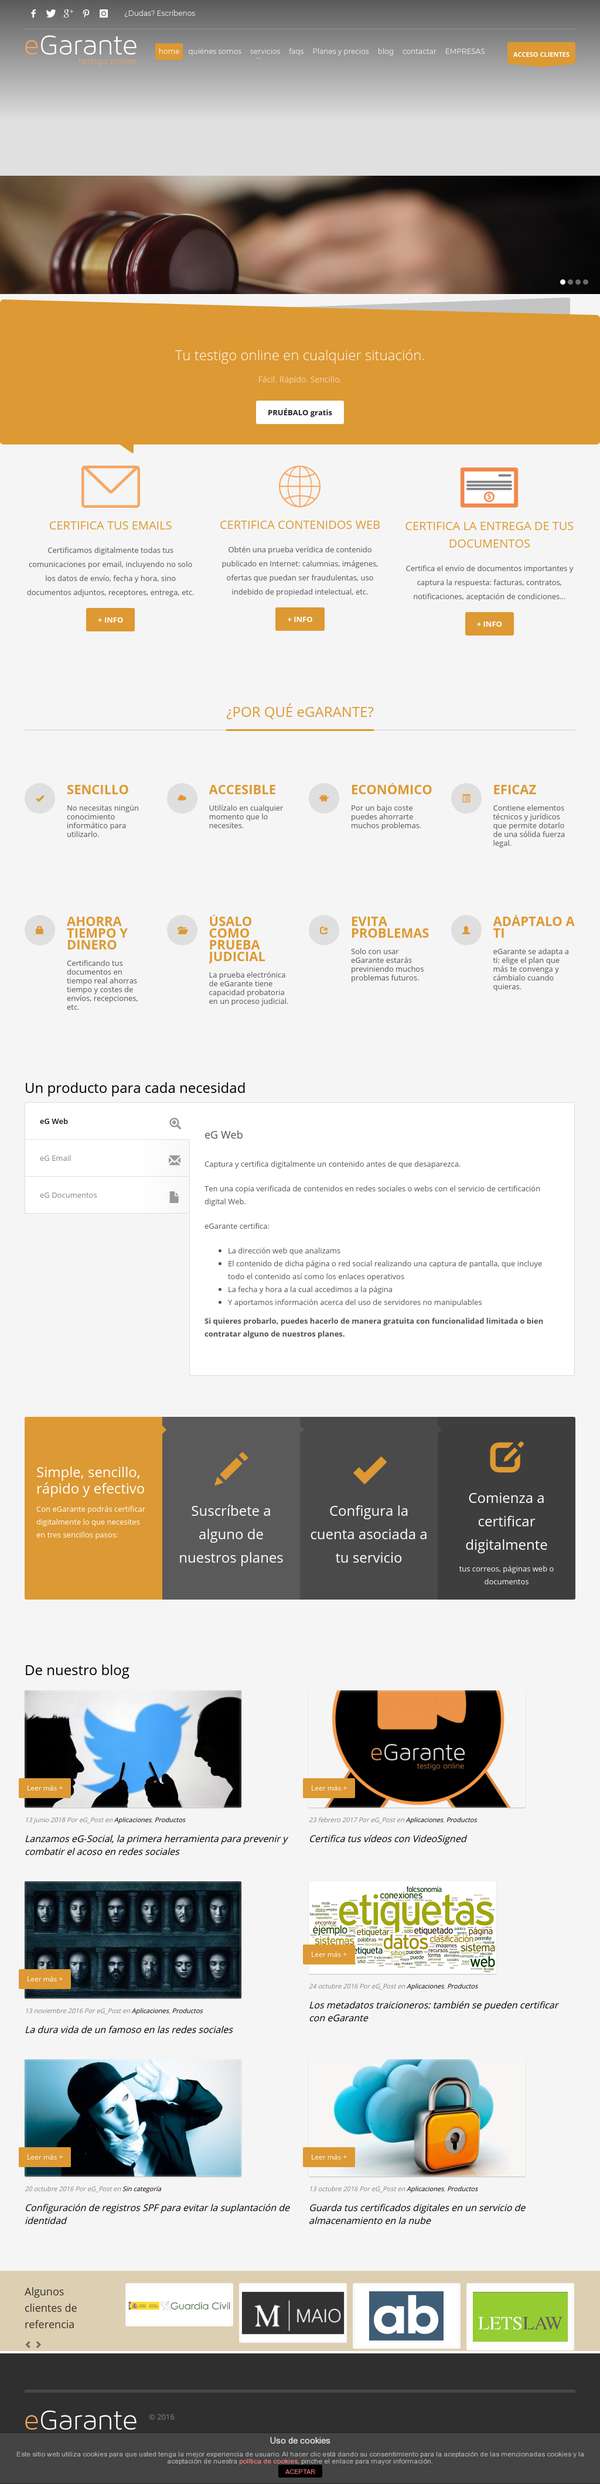 ¿Dudas? Escríbenos
eGarante
testigo online
home quiénes somos servicios faqs Planes y precios blog contactar EMPRESAS
ACCESO CLIENTES
Tu testigo online en cualquier situación.
Fácil. Rápido. Sencillo.
PRUÉBALO gratis
CERTIFICA TUS EMAILS
Certificamos digitalmente todas tus
comunicaciones por email, incluyendo no solo
los datos de envío, fecha y hora, sino
documentos adjuntos, receptores, entrega, etc.
+ INFO
CERTIFICA CONTENIDOS WEB
Obtén una prueba verídica de contenido
publicado en Internet: calumnias, imágenes,
ofertas que puedan ser fraudulentas, uso
indebido de propiedad intelectual, etc.
+ INFO
CERTIFICA LA ENTREGA DE TUS
DOCUMENTOS
Certifica el envío de documentos importantes y
captura la respuesta: facturas, contratos,
notificaciones, aceptación de condiciones...
+ INFO
¿POR QUÉ eGARANTE?
SENCILLO
No necesitas ningún
conocimiento
informático para
utilizarlo.
ACCESIBLE
Utilízalo en cualquier
momento que lo
necesites.
ECONÓMICO
Por un bajo coste
puedes ahorrarte
muchos problemas.
EFICAZ
Contiene elementos
técnicos y jurídicos
que permite dotarlo
de una sólida fuerza
legal.
AHORRA
TIEMPO Y
DINERO
Certificando tus
documentos en
tiempo real ahorras
tiempo y costes de
envíos, recepciones,
etc.
ÚSALO
COMO
PRUEBA
JUDICIAL
La prueba electrónica
de eGarante tiene
capacidad probatoria
en un proceso judicial.
EVITA
PROBLEMAS
Solo con usar
eGarante estarás
previniendo muchos
problemas futuros.
ADÁPTALO A
TI
eGarante se adapta a
ti; elige el plan que
más te convenga y
cámbialo cuando
quieras.
Un producto para cada necesidad
eG Web
eG Email
eG Documentos
eG Web
Captura y certifica digitalmente un contenido antes de que desaparezca.
Ten una copia verificada de contenidos en redes sociales o webs con el servicio de certificación
digital Web.
eGarante certifica:
La dirección web que analizams
El contenido de dicha página o red social realizando una captura de pantalla, que incluye
todo el contenido así como los enlaces operativos
La fecha y hora a la cual accedimos a la página
Y aportamos información acerca del uso de servidores no manipulables
Si quieres probarlo, puedes hacerlo de manera gratuita con funcionalidad limitada o bien
contratar alguno de nuestros planes.
Simple, sencillo,
rápido y efectivo
Con eGarante podrás certificar
digitalmente lo que necesites
en tres sencillos pasos:
Suscríbete a
alguno de
nuestros planes
Configura la
cuenta asociada a
tu servicio
Comienza a
certificar
digitalmente
tus correos, páginas web o
documentos
De nuestro blog
Leer más +
13 junio 2018 Por eG_Post en Aplicaciones, Productos
Lanzamos eG-Social, la primera herramienta para prevenir y
combatir el acoso en redes sociales
eGarante
testigo online
Leer más +
23 febrero 2017 Por eG_Post en Aplicaciones, Productos
Certifica tus vídeos con VideoSigned
Leer más +
13 noviembre 2016 Por eG_Post en Aplicaciones, Productos
La dura vida de un famoso en las redes sociales
folcsonomía
conexiones
etiquetas
ejemplo
etiquetar
etiquetado
página
sistemas
datos
clasificación
sistema
etiqueta
web
Leer más +
24 octubre 2016 Por eG_Post en Aplicaciones, Productos
Los metadatos traicioneros: también se pueden certificar
con eGarante
Leer más +
20 octubre 2016 Por eG_Post en Sin categoría
Configuración de registros SPF para evitar la suplantación de
identidad
Leer más +
13 octubre 2016 Por eG_Post en Aplicaciones, Productos
Guarda tus certificados digitales en un servicio de
almacenamiento en la nube
Algunos
clientes de
referencia
Guardia Civil
M MAIO
ab
LETSLAW
eGarante
© 2016
Uso de cookies
Este sitio web utiliza cookies para que usted tenga la mejor experiencia de usuario. Al hacer clic está dando su consentimiento para la aceptación de las mencionadas cookies y la
aceptación de nuestra política de cookies, pinche el enlace para mayor información.
ACEPTAR